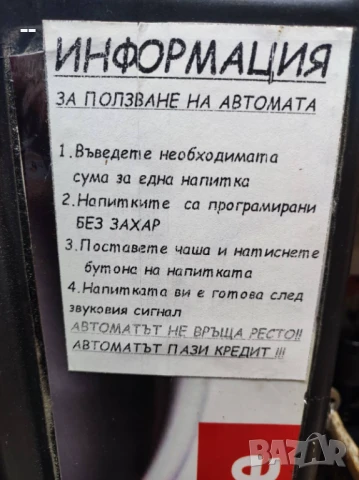 ИНФОРМАЦИЯ
ЗА ПОЛЗВАНЕ НА АВТОМАТА
1.Въведете необходимата
сума за една напитка
2.Напитките са програмирани
БЕЗ ЗАХАР
3.Поставете чаша и натиснете
бутона на напитката
4.Напитката ви е готова след
звуковия сигнал
АВТОМАТЪТ НЕ ВРЪЩА РЕСТО!!
АВТОМАТЪТ ПАЗИ КРЕДИТ !!!
e
bazar